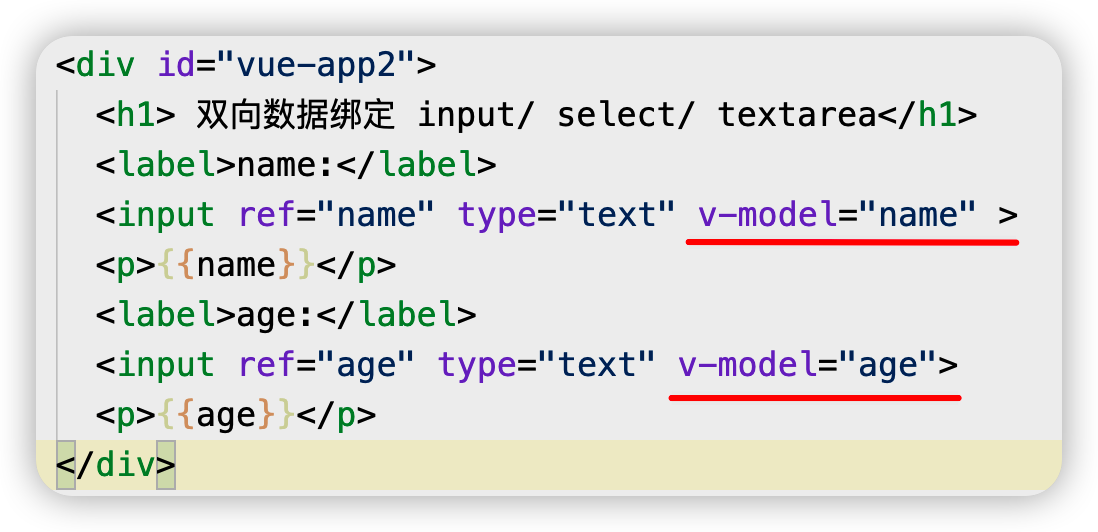 <div id="vue-app2">
<h1> 双向数据绑定 input/ select/ textarea</h1>
<label>name:</label>
<input ref="name" type="text" v-model="name" >
<p>{{name}}</p>
<label>age:</label>
<input ref="age" type="text" v-model="age">
<p>{{age}}</p>
</div>